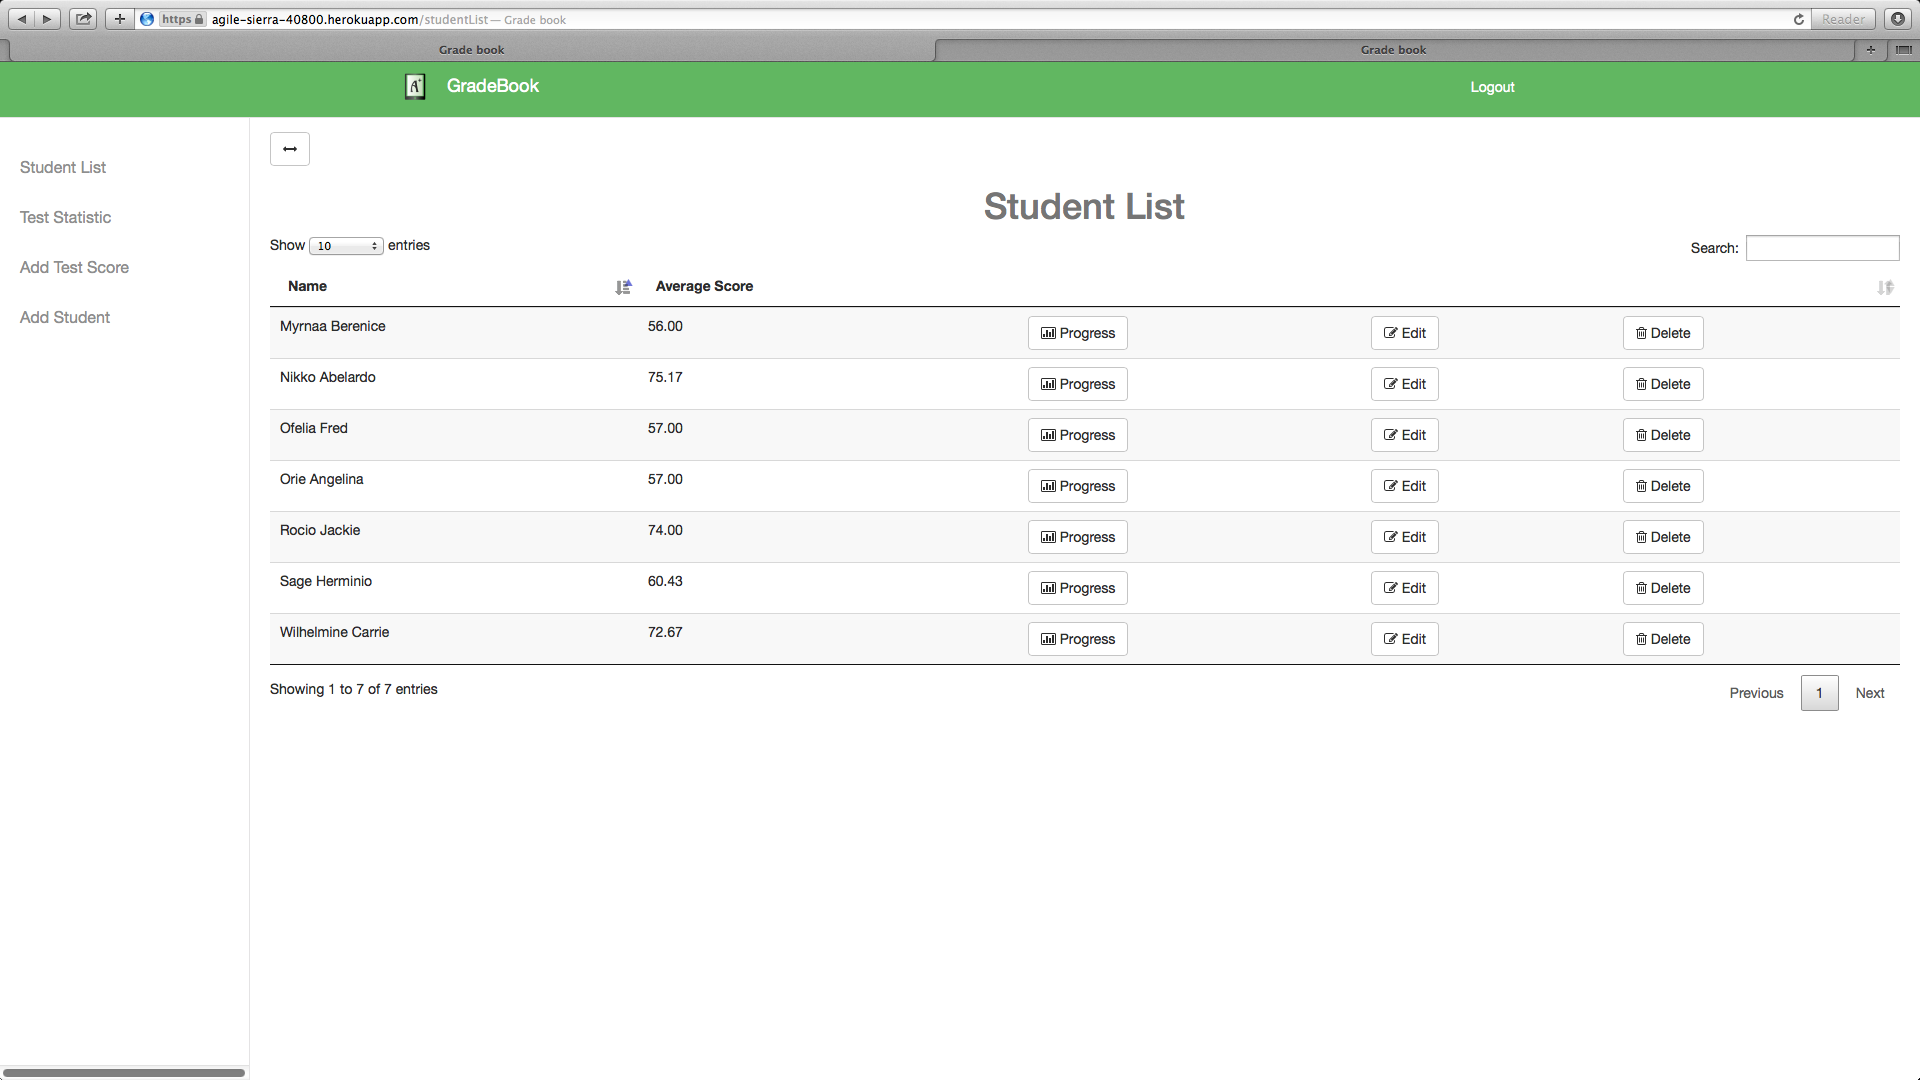 https agile-sierra-40800.herokuapp.com/studentList — Grade book Reader
Grade book Grade book
A+ GradeBook Logout
Student List
Test Statistic
Add Test Score
Add Student
Student List
Show 10 entries Search:
Name Average Score
Myrnaa Berenice 56.00 Progress Edit Delete
Nikko Abelardo 75.17 Progress Edit Delete
Ofelia Fred 57.00 Progress Edit Delete
Orie Angelina 57.00 Progress Edit Delete
Rocio Jackie 74.00 Progress Edit Delete
Sage Herminio 60.43 Progress Edit Delete
Wilhelmine Carrie 72.67 Progress Edit Delete
Showing 1 to 7 of 7 entries Previous 1 Next